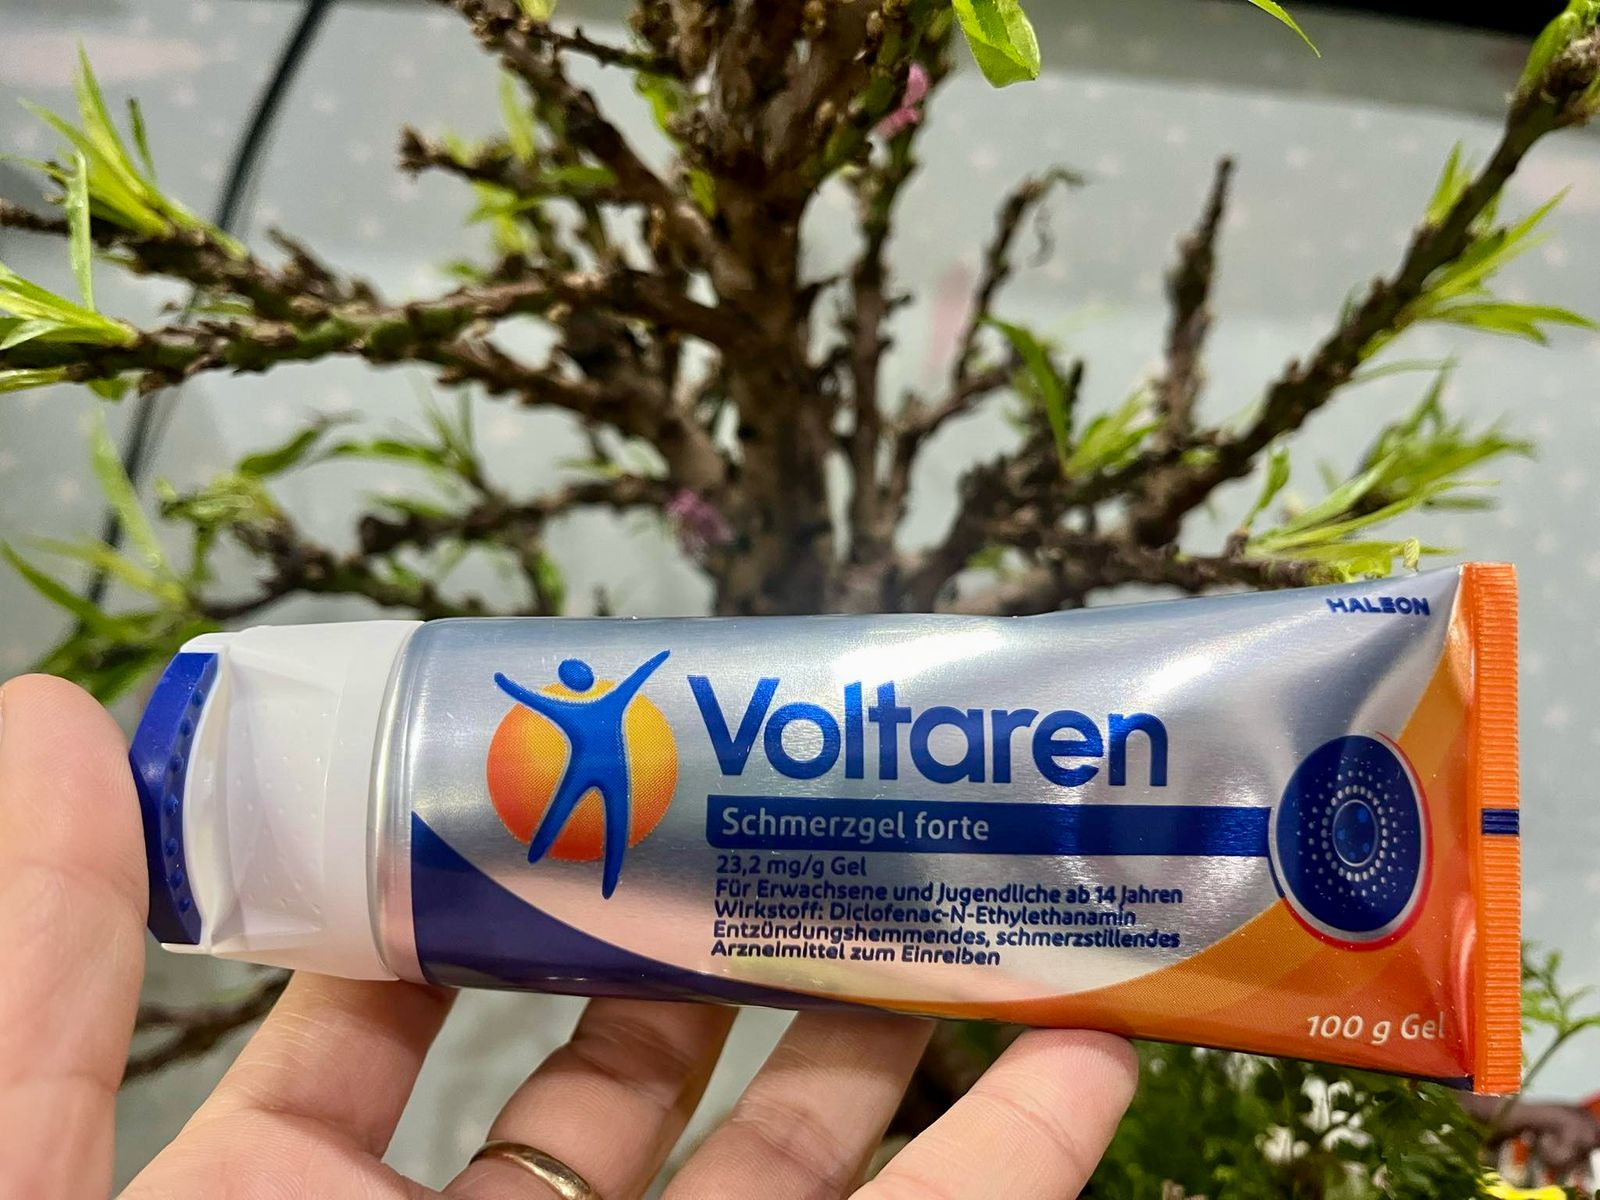 HALEON
Voltaren
Schmerzgel forte
23,2 mg/g Gel
Für Erwachsene und Jugendliche ab 14 Jahren
Wirkstoff: Diclofenac-N-Ethylethanamin
Entzündungshemmendes, schmerzstillendes
Arzneimittel zum Einreiben
100 g Gel